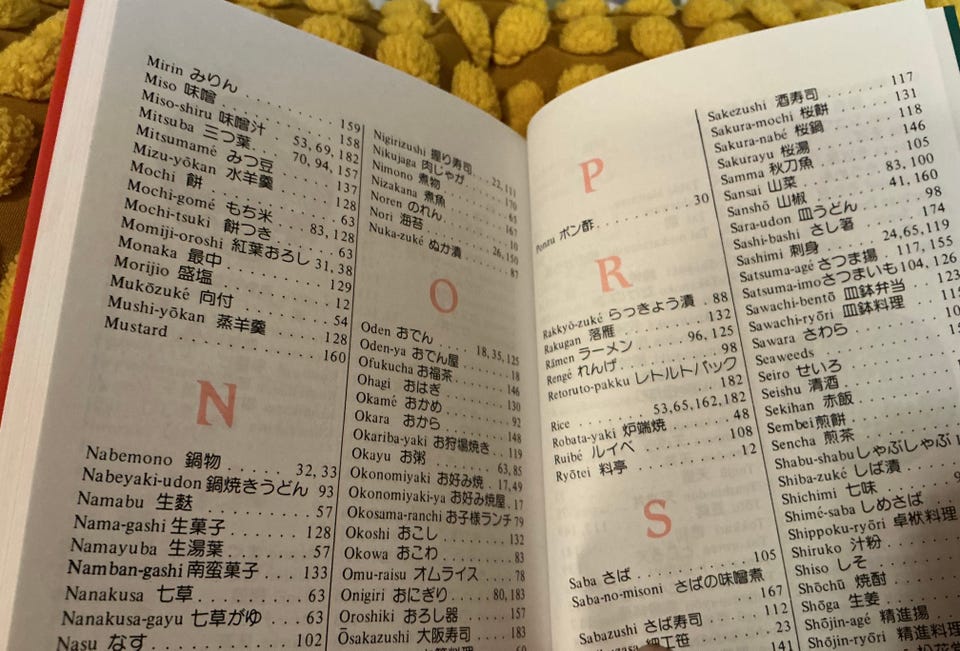 Mirin みりん . . . . . . . . . . 159
Miso 味噌 . . . . . . . . . . . 158
Miso-shiru 味噌汁 . . . 53, 69, 182
Mitsuba 三つ葉 . . . 70, 94, 157
Mitsumamé みつ豆 . . . . . . 137
Mizu-yōkan 水羊羹 . . . . . . 128
Mochi 餅 . . . . . . . . . . 63
Mochi-gomé もち米 . . . . 83, 128
Mochi-tsuki 餅つき . . . . . . 63
Momiji-oroshi 紅葉おろし 31, 38
Monaka 最中 . . . . . . . . 129
Morijio 盛塩 . . . . . . . . . 12
Mukōzuké 向付 . . . . . . . . 54
Mushi-yōkan 蒸羊羹 . . . . . 128
Mustard . . . . . . . . . . . 160
N
Nabemono 鍋物 . . . . . . 32, 33
Nabeyaki-udon 鍋焼きうどん 93
Namabu 生麩 . . . . . . . . . 57
Nama-gashi 生菓子 . . . . . . 128
Namayuba 生湯葉 . . . . . . . 57
Namban-gashi 南蛮菓子 . . . . 133
Nanakusa 七草 . . . . . . . . 63
Nanakusa-gayu 七草がゆ . . . 63
Nasu なす . . . . . . . . . . 102
Nigirizushi 握り寿司 . . . 22, 111
Nikujaga 肉じゃが . . . . . . 170
Nimono 煮物
Nizakana 煮魚 . . . . . . . . 167
Noren のれん . . . . . . . . 10
Nori 海苔 . . . . . . . 26, 150
Nuka-zuké ぬか漬 . . . . . . 87
O
Oden おでん . . . . . 18, 35, 125
Oden-ya おでん屋 . . . . . . 18
Ofukucha お福茶 . . . . . . 146
Ohagi おはぎ . . . . . . . . 130
Okamé おかめ . . . . . . . . 92
Okara おから . . . . . . . . 148
Okariba-yaki お狩場焼き . . . 119
Okayu お粥 . . . . . . . 63, 85
Okonomiyaki お好み焼 . . 17, 49
Okonomiyaki-ya お好み焼屋 . 17
Okosama-ranchi お子様ランチ 79
Okoshi おこし . . . . . . . 132
Okowa おこわ . . . . . . . . 83
Omu-raisu オムライス . . . . 78
Onigiri おにぎり . . . . 80, 183
Oroshiki おろし器 . . . . . 157
Ōsakazushi 大阪寿司 . . . . 183
P
Ponzu ポン酢 . . . . . . . . 30
R
Rakkyō-zuké らっきょう漬 . 88
Rakugan 落雁 . . . . . . . . 132
Rāmen ラーメン . . . . . 96, 125
Rengé れんげ . . . . . . . . 98
Retoruto-pakku レトルトパック
. . . . . . . . . . . . . . . 182
Rice . . . . . . . 53, 65, 162, 182
Robata-yaki 炉端焼 . . . . . 48
Ruibé ルイベ . . . . . . . . 108
Ryōtei 料亭 . . . . . . . . . 12
S
Saba さば . . . . . . . . . . 105
Saba-no-misoni さばの味噌煮
. . . . . . . . . . . . . . . 167
Sabazushi さば寿司 . . . . . 112
細工笹 . . . . 23
141
Sakezushi 酒寿司 . . . . . . 117
Sakura-mochi 桜餅 . . . . . 131
Sakura-nabé 桜鍋 . . . . . . 118
Sakurayu 桜湯 . . . . . . . 146
Samma 秋刀魚 . . . . . . . . 105
Sansai 山菜 . . . . . . . 83, 100
Sanshō 山椒 . . . . . . . 41, 160
Sara-udon 皿うどん . . . . . 98
Sashi-bashi さし箸 . . . . . 174
Sashimi 刺身 . . . . . 24, 65, 119
Satsuma-agé さつま揚 . . 117, 155
Satsuma-imo さつまいも 104, 126
Sawachi-bentō 皿鉢弁当 . . . 123
Sawachi-ryōri 皿鉢料理 . . .
Sawara さわら . . . . . . . .
Seaweeds . . . . . . . . . .
Seiro せいろ . . . . . . . .
Seishu 清酒 . . . . . . . . .
Sekihan 赤飯 . . . . . . . .
Sembei 煎餅 . . . . . . . . .
Sencha 煎茶 . . . . . . . . .
Shabu-shabu しゃぶしゃぶ
Shiba-zuké しば漬 . . . . .
Shichimi 七味 . . . . . . . .
Shimé-saba しめさば . . . .
Shippoku-ryōri 卓袱料理
Shiruko 汁粉 . . . . . . . .
Shiso しそ . . . . . . . . .
Shōchū 焼酎 . . . . . . . . .
Shōga 生姜 . . . . . . . . .
Shōjin-agé 精進揚 . . . . .
Shōjin-ryōri 精進料理